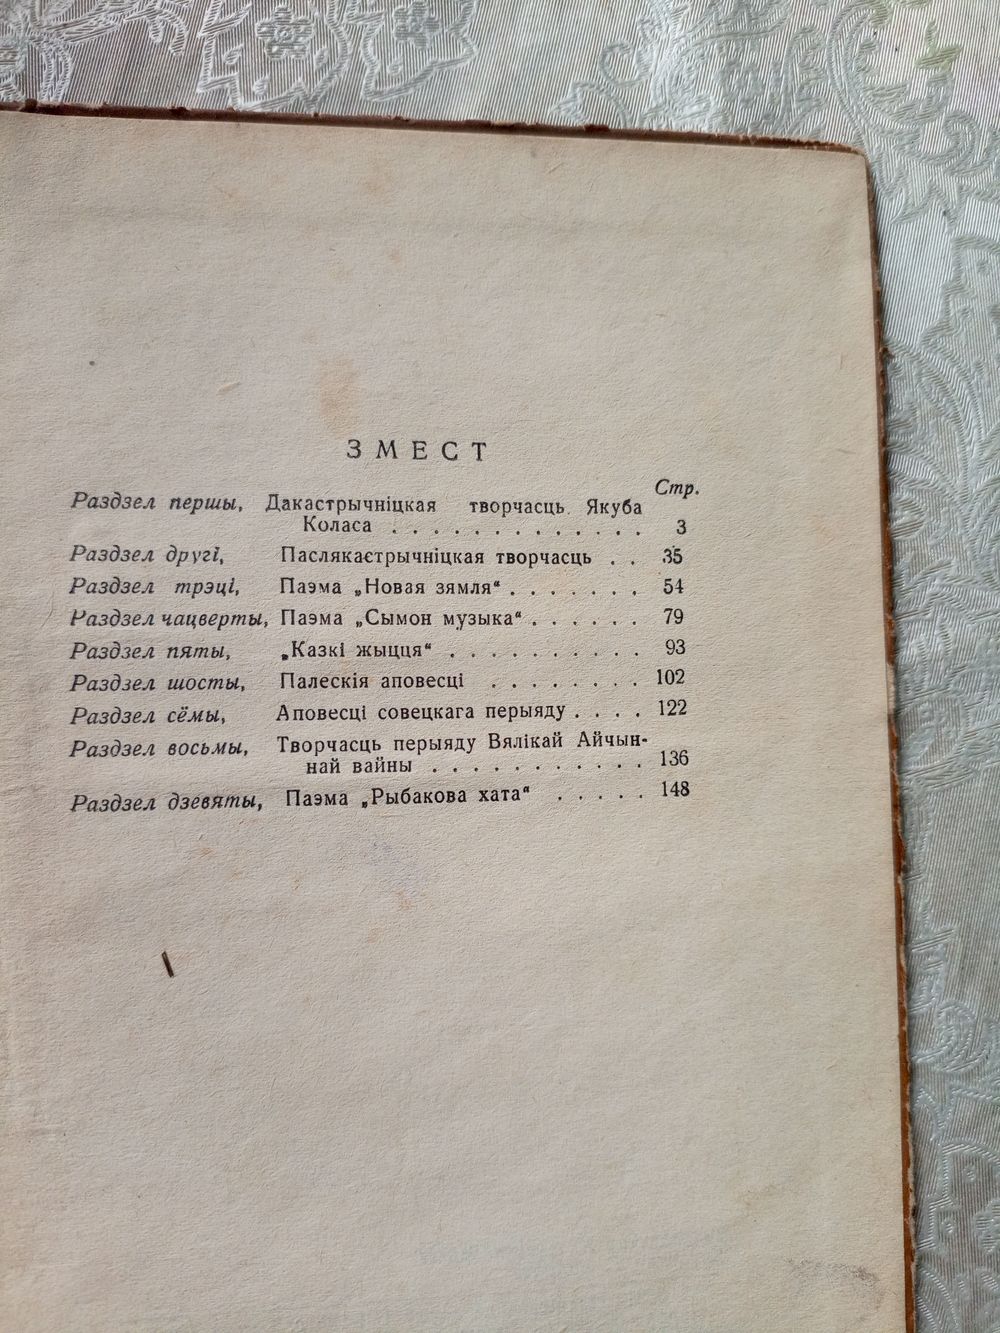 ЗМЕСТ
Стр.
Раздзел першы, Дакастрычніцкая творчасць Якуба
Коласа . . . . . . . . . . . . . 3
Раздзел другі, Паслякастрычніцкая творчасць . . 35
Раздзел трэці, Паэма „Новая зямля“ . . . . . . . 54
Раздзел чацверты, Паэма „Сымон музыка“ . . . . . . 79
Раздзел пяты, „Казкі жыцця“ . . . . . . . . . . 93
Раздзел шосты, Палескія аповесці . . . . . . . . 102
Раздзел сёмы, Аповесці совецкага перыяду . . . . 122
Раздзел восьмы, Творчасць перыяду Вялікай Айчын-
най вайны . . . . . . . . . . . 136
Раздзел дзевяты, Паэма „Рыбакова хата“ . . . . . 148